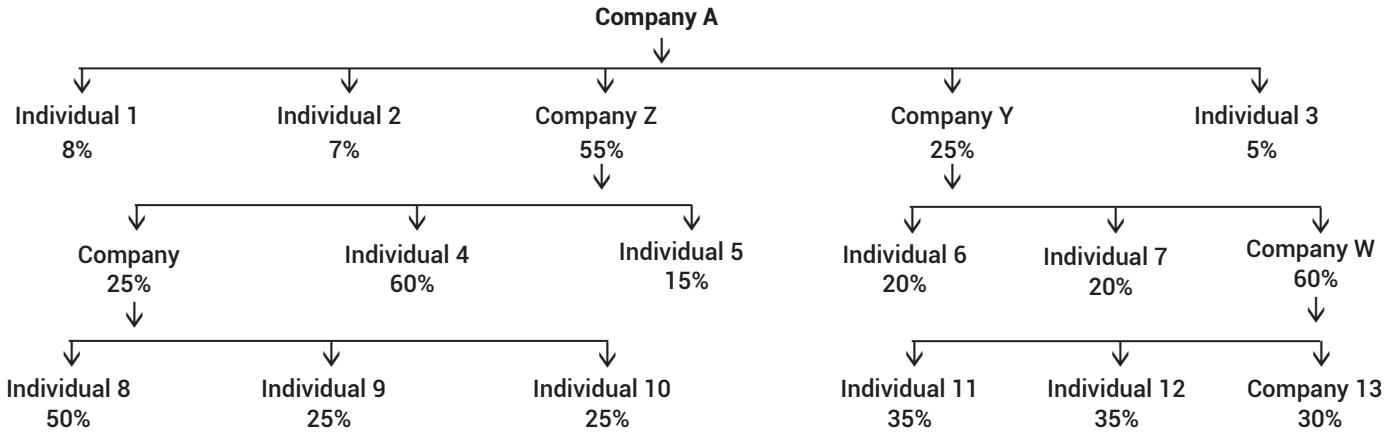 Company A
Individual 1
8%
Individual 2
7%
Company Z
55%
Company Y
25%
Individual 3
5%
Company
25%
Individual 4
60%
Individual 5
15%
Individual 6
20%
Individual 7
20%
Company W
60%
Individual 8
50%
Individual 9
25%
Individual 10
25%
Individual 11
35%
Individual 12
35%
Company 13
30%